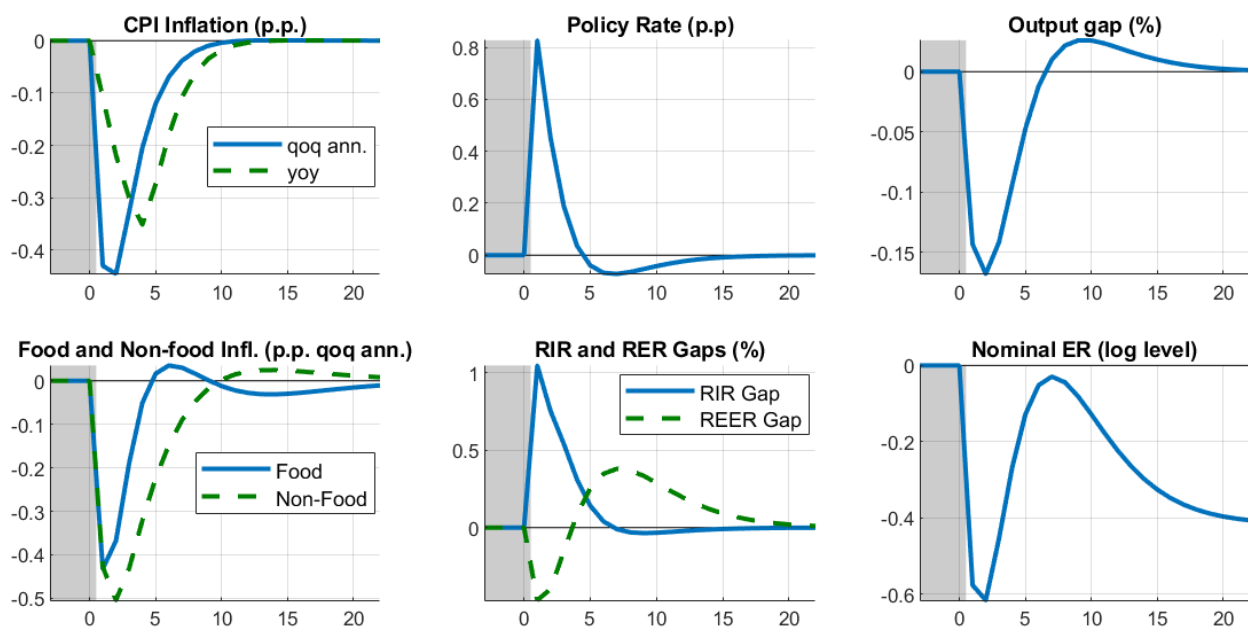 CPI Inflation (p.p.)
0
-0.1
-0.2
-0.3
-0.4
qoq ann.
yoy
0 5 10 15 20
Policy Rate (p.p)
0.8
0.6
0.4
0.2
0
0 5 10 15 20
Output gap (%)
0
-0.05
-0.1
-0.15
0 5 10 15 20
Food and Non-food Infl. (p.p. qoq ann.)
0
-0.1
-0.2
-0.3
-0.4
-0.5
Food
Non-Food
0 5 10 15 20
RIR and RER Gaps (%)
1
0.5
0
RIR Gap
REER Gap
0 5 10 15 20
Nominal ER (log level)
0
-0.2
-0.4
-0.6
0 5 10 15 20